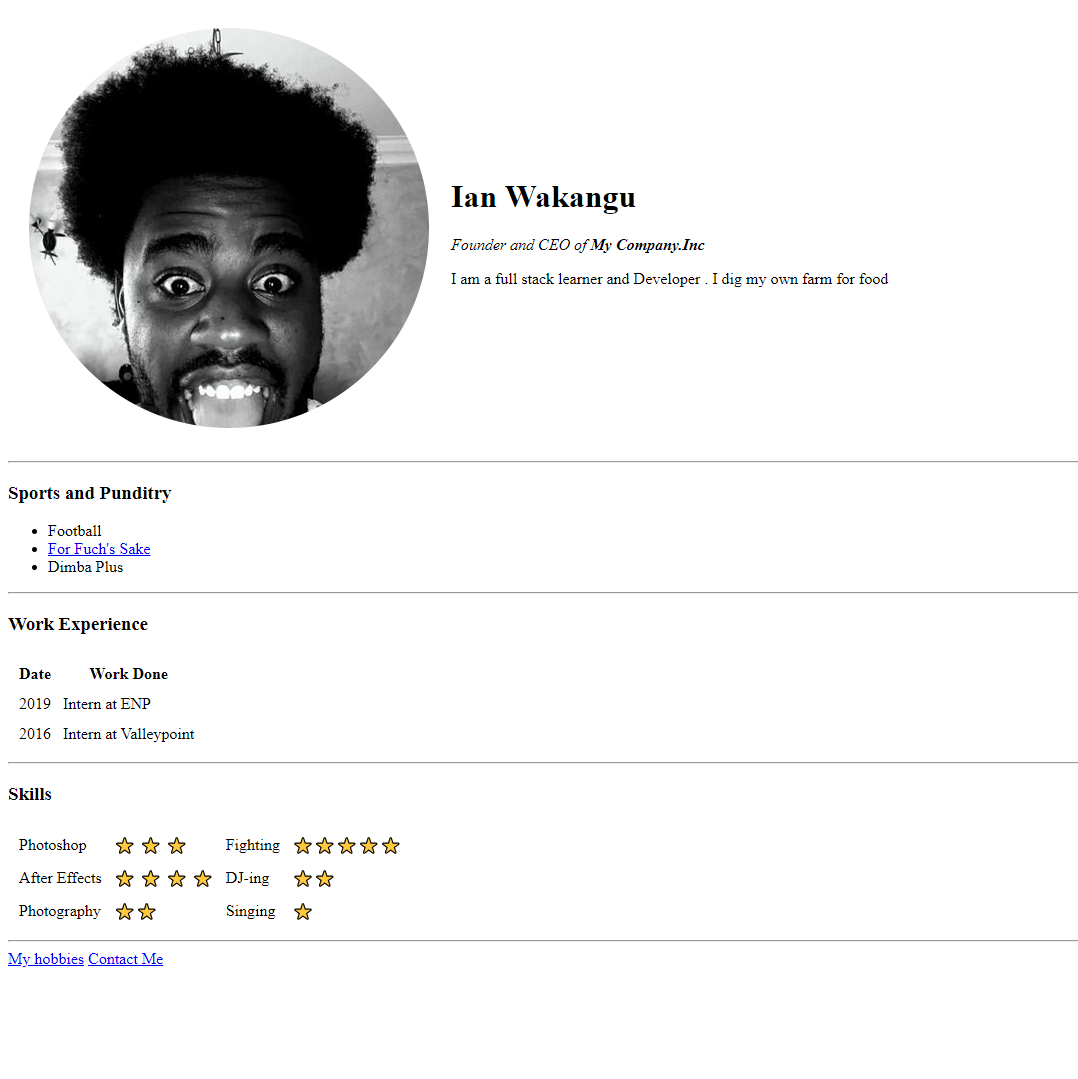 Ian Wakangu
Founder and CEO of My Company.Inc
I am a full stack learner and Developer . I dig my own farm for food
Sports and Punditry
Football
For Fuch's Sake
Dimba Plus
Work Experience
Date Work Done
2019 Intern at ENP
2016 Intern at Valleypoint
Skills
Photoshop Fighting
After Effects DJ-ing
Photography Singing
My hobbies Contact Me